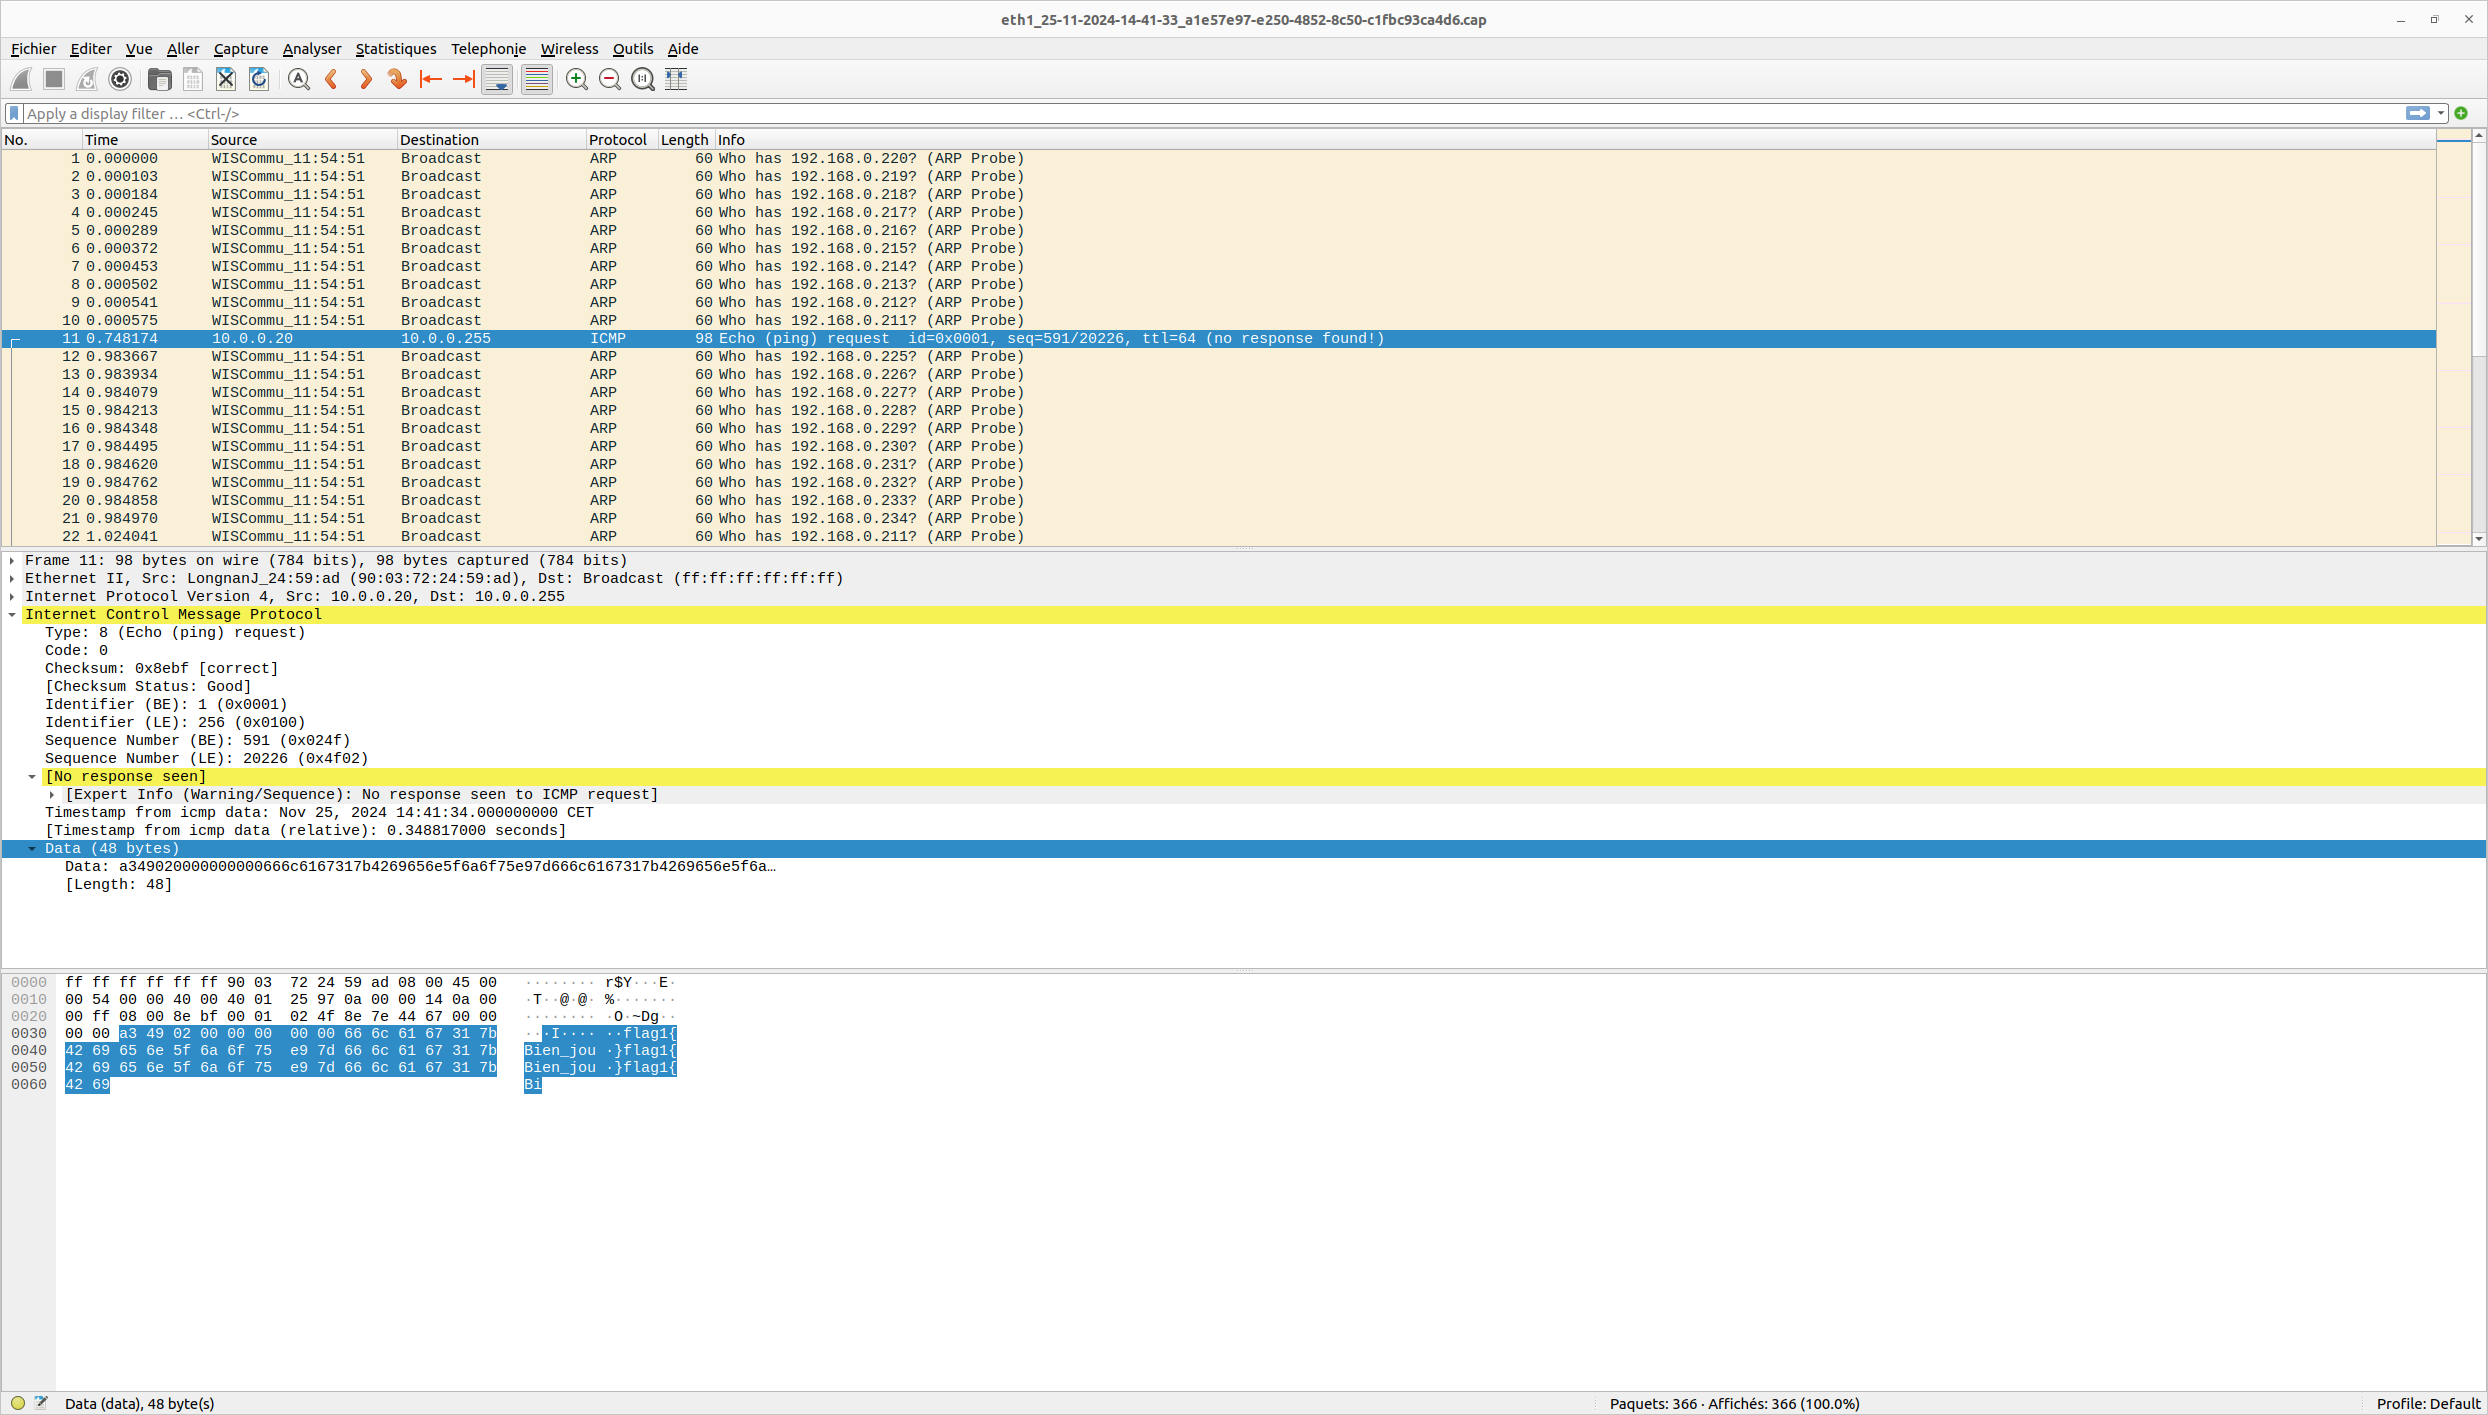 eth1_25-11-2024-14-41-33_a1e57e97-e250-4852-8c50-c1fbc93ca4d6.cap
Fichier Editer Vue Aller Capture Analyser Statistiques Telephonie Wireless Outils Aide
Apply a display filter … <Ctrl-/>
No. Time Source Destination Protocol Length Info
1 0.000000 WISCommu_11:54:51 Broadcast ARP 60 Who has 192.168.0.220? (ARP Probe)
2 0.000103 WISCommu_11:54:51 Broadcast ARP 60 Who has 192.168.0.219? (ARP Probe)
3 0.000184 WISCommu_11:54:51 Broadcast ARP 60 Who has 192.168.0.218? (ARP Probe)
4 0.000245 WISCommu_11:54:51 Broadcast ARP 60 Who has 192.168.0.217? (ARP Probe)
5 0.000289 WISCommu_11:54:51 Broadcast ARP 60 Who has 192.168.0.216? (ARP Probe)
6 0.000372 WISCommu_11:54:51 Broadcast ARP 60 Who has 192.168.0.215? (ARP Probe)
7 0.000453 WISCommu_11:54:51 Broadcast ARP 60 Who has 192.168.0.214? (ARP Probe)
8 0.000502 WISCommu_11:54:51 Broadcast ARP 60 Who has 192.168.0.213? (ARP Probe)
9 0.000541 WISCommu_11:54:51 Broadcast ARP 60 Who has 192.168.0.212? (ARP Probe)
10 0.000575 WISCommu_11:54:51 Broadcast ARP 60 Who has 192.168.0.211? (ARP Probe)
11 0.748174 10.0.0.20 10.0.0.255 ICMP 98 Echo (ping) request  id=0x0001, seq=591/20226, ttl=64 (no response found!)
12 0.983667 WISCommu_11:54:51 Broadcast ARP 60 Who has 192.168.0.225? (ARP Probe)
13 0.983934 WISCommu_11:54:51 Broadcast ARP 60 Who has 192.168.0.226? (ARP Probe)
14 0.984079 WISCommu_11:54:51 Broadcast ARP 60 Who has 192.168.0.227? (ARP Probe)
15 0.984213 WISCommu_11:54:51 Broadcast ARP 60 Who has 192.168.0.228? (ARP Probe)
16 0.984348 WISCommu_11:54:51 Broadcast ARP 60 Who has 192.168.0.229? (ARP Probe)
17 0.984495 WISCommu_11:54:51 Broadcast ARP 60 Who has 192.168.0.230? (ARP Probe)
18 0.984620 WISCommu_11:54:51 Broadcast ARP 60 Who has 192.168.0.231? (ARP Probe)
19 0.984762 WISCommu_11:54:51 Broadcast ARP 60 Who has 192.168.0.232? (ARP Probe)
20 0.984858 WISCommu_11:54:51 Broadcast ARP 60 Who has 192.168.0.233? (ARP Probe)
21 0.984970 WISCommu_11:54:51 Broadcast ARP 60 Who has 192.168.0.234? (ARP Probe)
22 1.024041 WISCommu_11:54:51 Broadcast ARP 60 Who has 192.168.0.211? (ARP Probe)
Frame 11: 98 bytes on wire (784 bits), 98 bytes captured (784 bits)
Ethernet II, Src: LongnanJ_24:59:ad (90:03:72:24:59:ad), Dst: Broadcast (ff:ff:ff:ff:ff:ff)
Internet Protocol Version 4, Src: 10.0.0.20, Dst: 10.0.0.255
Internet Control Message Protocol
Type: 8 (Echo (ping) request)
Code: 0
Checksum: 0x8ebf [correct]
[Checksum Status: Good]
Identifier (BE): 1 (0x0001)
Identifier (LE): 256 (0x0100)
Sequence Number (BE): 591 (0x024f)
Sequence Number (LE): 20226 (0x4f02)
[No response seen]
[Expert Info (Warning/Sequence): No response seen to ICMP request]
Timestamp from icmp data: Nov 25, 2024 14:41:34.000000000 CET
[Timestamp from icmp data (relative): 0.348817000 seconds]
Data (48 bytes)
Data: a349020000000000666c6167317b4269656e5f6a6f75e97d666c6167317b4269656e5f6a…
[Length: 48]
0000 ff ff ff ff ff ff 90 03 72 24 59 ad 08 00 45 00 ········ r$Y···E·
0010 00 54 00 00 40 00 40 01 25 97 0a 00 00 14 0a 00 ·T··@·@· %·······
0020 00 ff 08 00 8e bf 00 01 02 4f 8e 7e 44 67 00 00 ········ ·O·~Dg··
0030 00 00 a3 49 02 00 00 00 00 00 66 6c 61 67 31 7b ···I···· ··flag1{
0040 42 69 65 6e 5f 6a 6f 75 e9 7d 66 6c 61 67 31 7b Bien_jou ·}flag1{
0050 42 69 65 6e 5f 6a 6f 75 e9 7d 66 6c 61 67 31 7b Bien_jou ·}flag1{
0060 42 69 Bi
Data (data), 48 byte(s) Paquets: 366 · Affichés: 366 (100.0%) Profile: Default